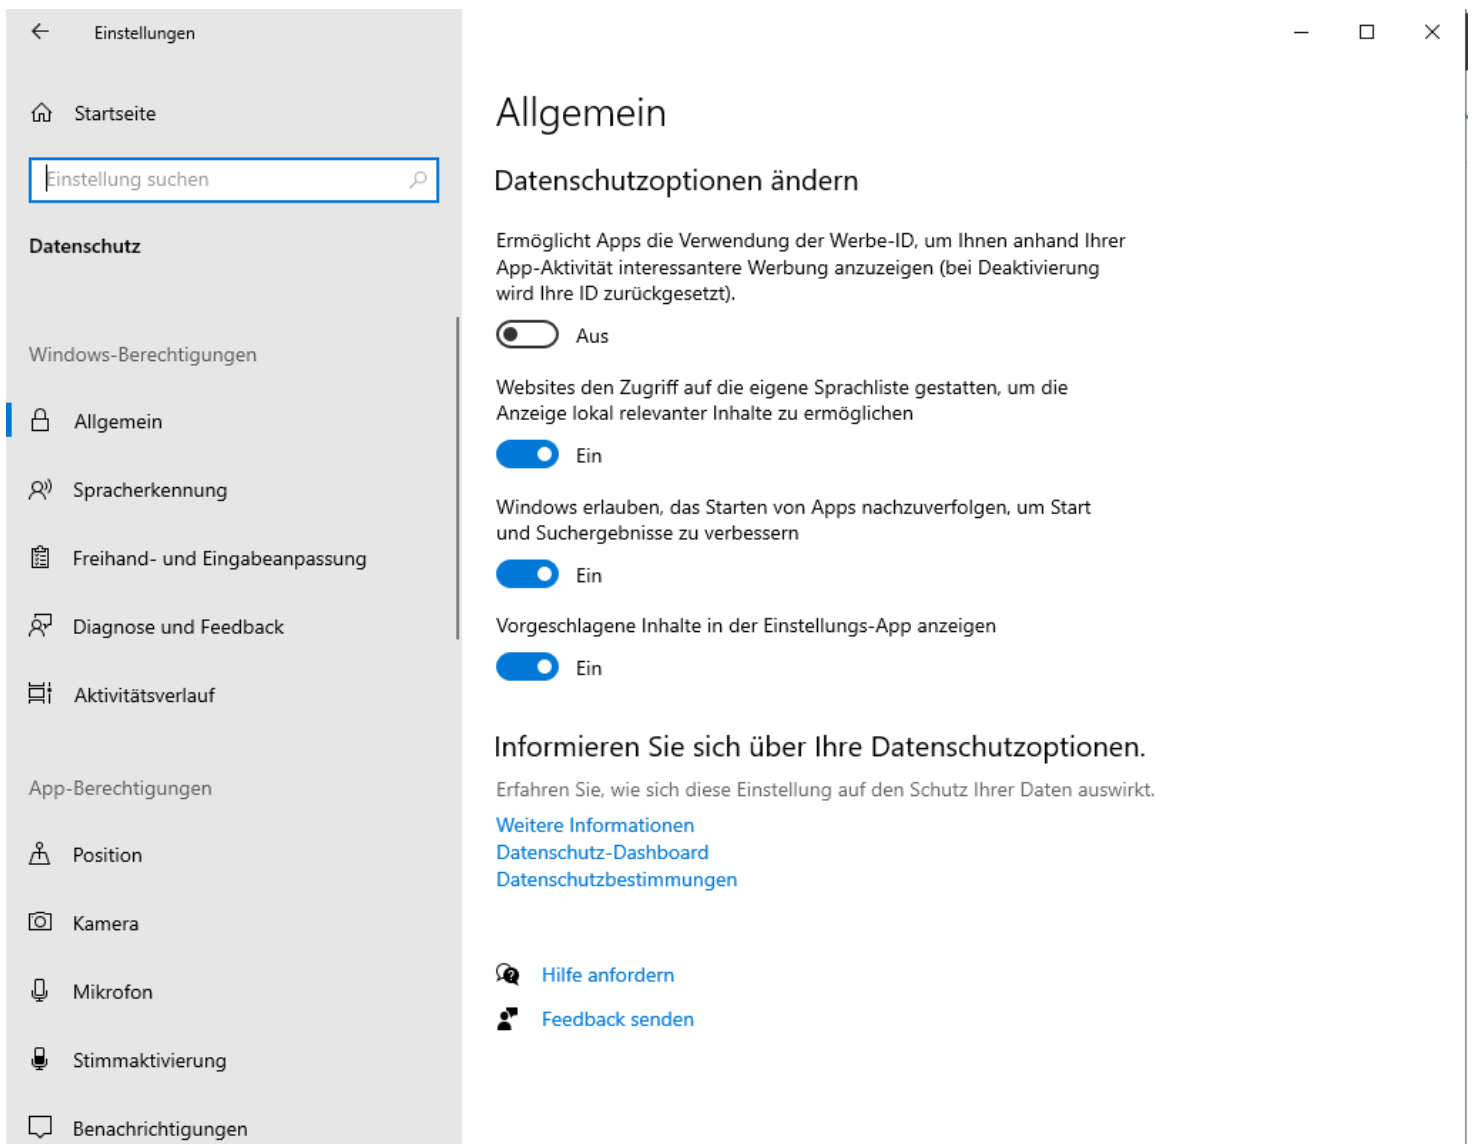 Einstellungen
Startseite
Einstellung suchen
Datenschutz
Windows-Berechtigungen
Allgemein
Spracherkennung
Freihand- und Eingabeanpassung
Diagnose und Feedback
Aktivitätsverlauf
App-Berechtigungen
Position
Kamera
Mikrofon
Stimmaktivierung
Benachrichtigungen
Allgemein
Datenschutzoptionen ändern
Ermöglicht Apps die Verwendung der Werbe-ID, um Ihnen anhand Ihrer
App-Aktivität interessantere Werbung anzuzeigen (bei Deaktivierung
wird Ihre ID zurückgesetzt).
Aus
Websites den Zugriff auf die eigene Sprachliste gestatten, um die
Anzeige lokal relevanter Inhalte zu ermöglichen
Ein
Windows erlauben, das Starten von Apps nachzuverfolgen, um Start
und Suchergebnisse zu verbessern
Ein
Vorgeschlagene Inhalte in der Einstellungs-App anzeigen
Ein
Informieren Sie sich über Ihre Datenschutzoptionen.
Erfahren Sie, wie sich diese Einstellung auf den Schutz Ihrer Daten auswirkt.
Weitere Informationen
Datenschutz-Dashboard
Datenschutzbestimmungen
Hilfe anfordern
Feedback senden